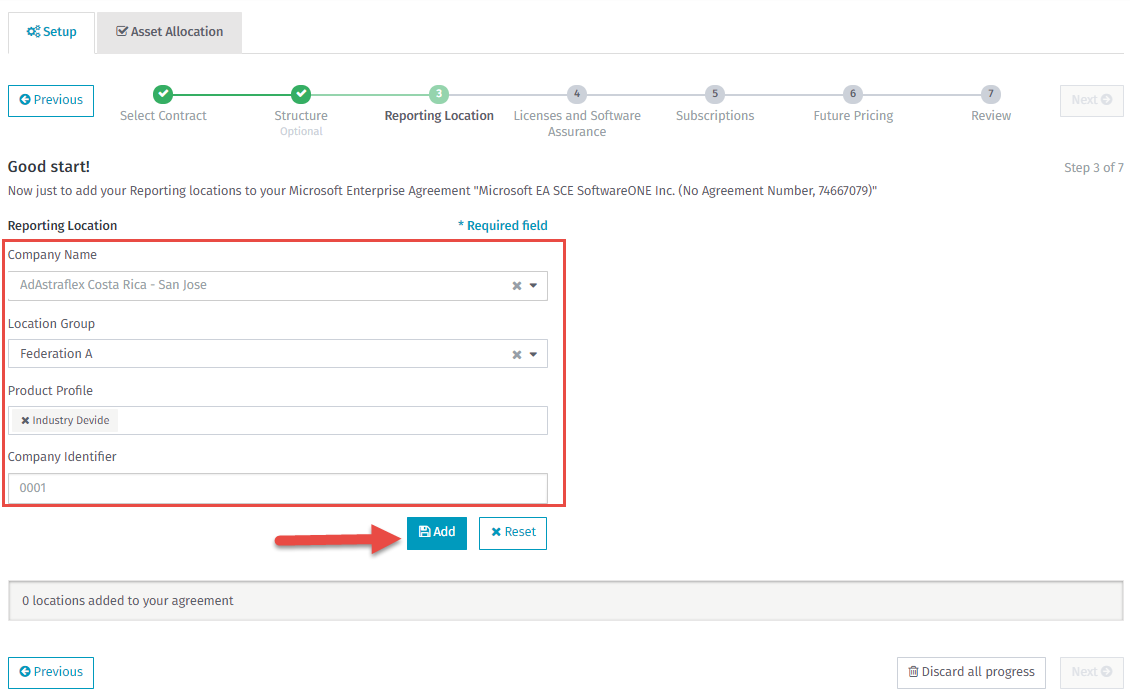 Setup
Asset Allocation
Previous
3
4
5
6
7
Next
Select Contract
Structure
Optional
Reporting Location
Licenses and Software
Assurance
Subscriptions
Future Pricing
Review
Good start!
Step 3 of 7
Now just to add your Reporting locations to your Microsoft Enterprise Agreement "Microsoft EA SCE SoftwareONE Inc. (No Agreement Number, 74667079)"
Reporting Location
* Required field
Company Name
AdAstraflex Costa Rica - San Jose
Location Group
Federation A
Product Profile
Industry Devide
Company Identifier
0001
Add
Reset
0 locations added to your agreement
Previous
Discard all progress
Next